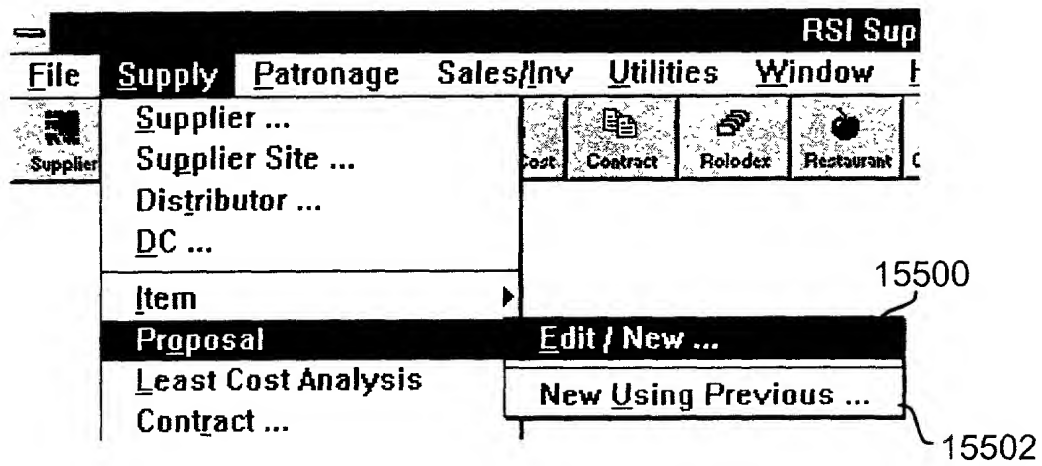 RSI Sup
File Supply Patronage Sales/Inv Utilities Window
Supplier Cost Contract Rolodex Restaurant
Supplier ...
Supplier Site ...
Distributor ...
DC ...
Item
Proposal
Least Cost Analysis
Contract ...
Edit / New ...
New Using Previous ...
15500
15502